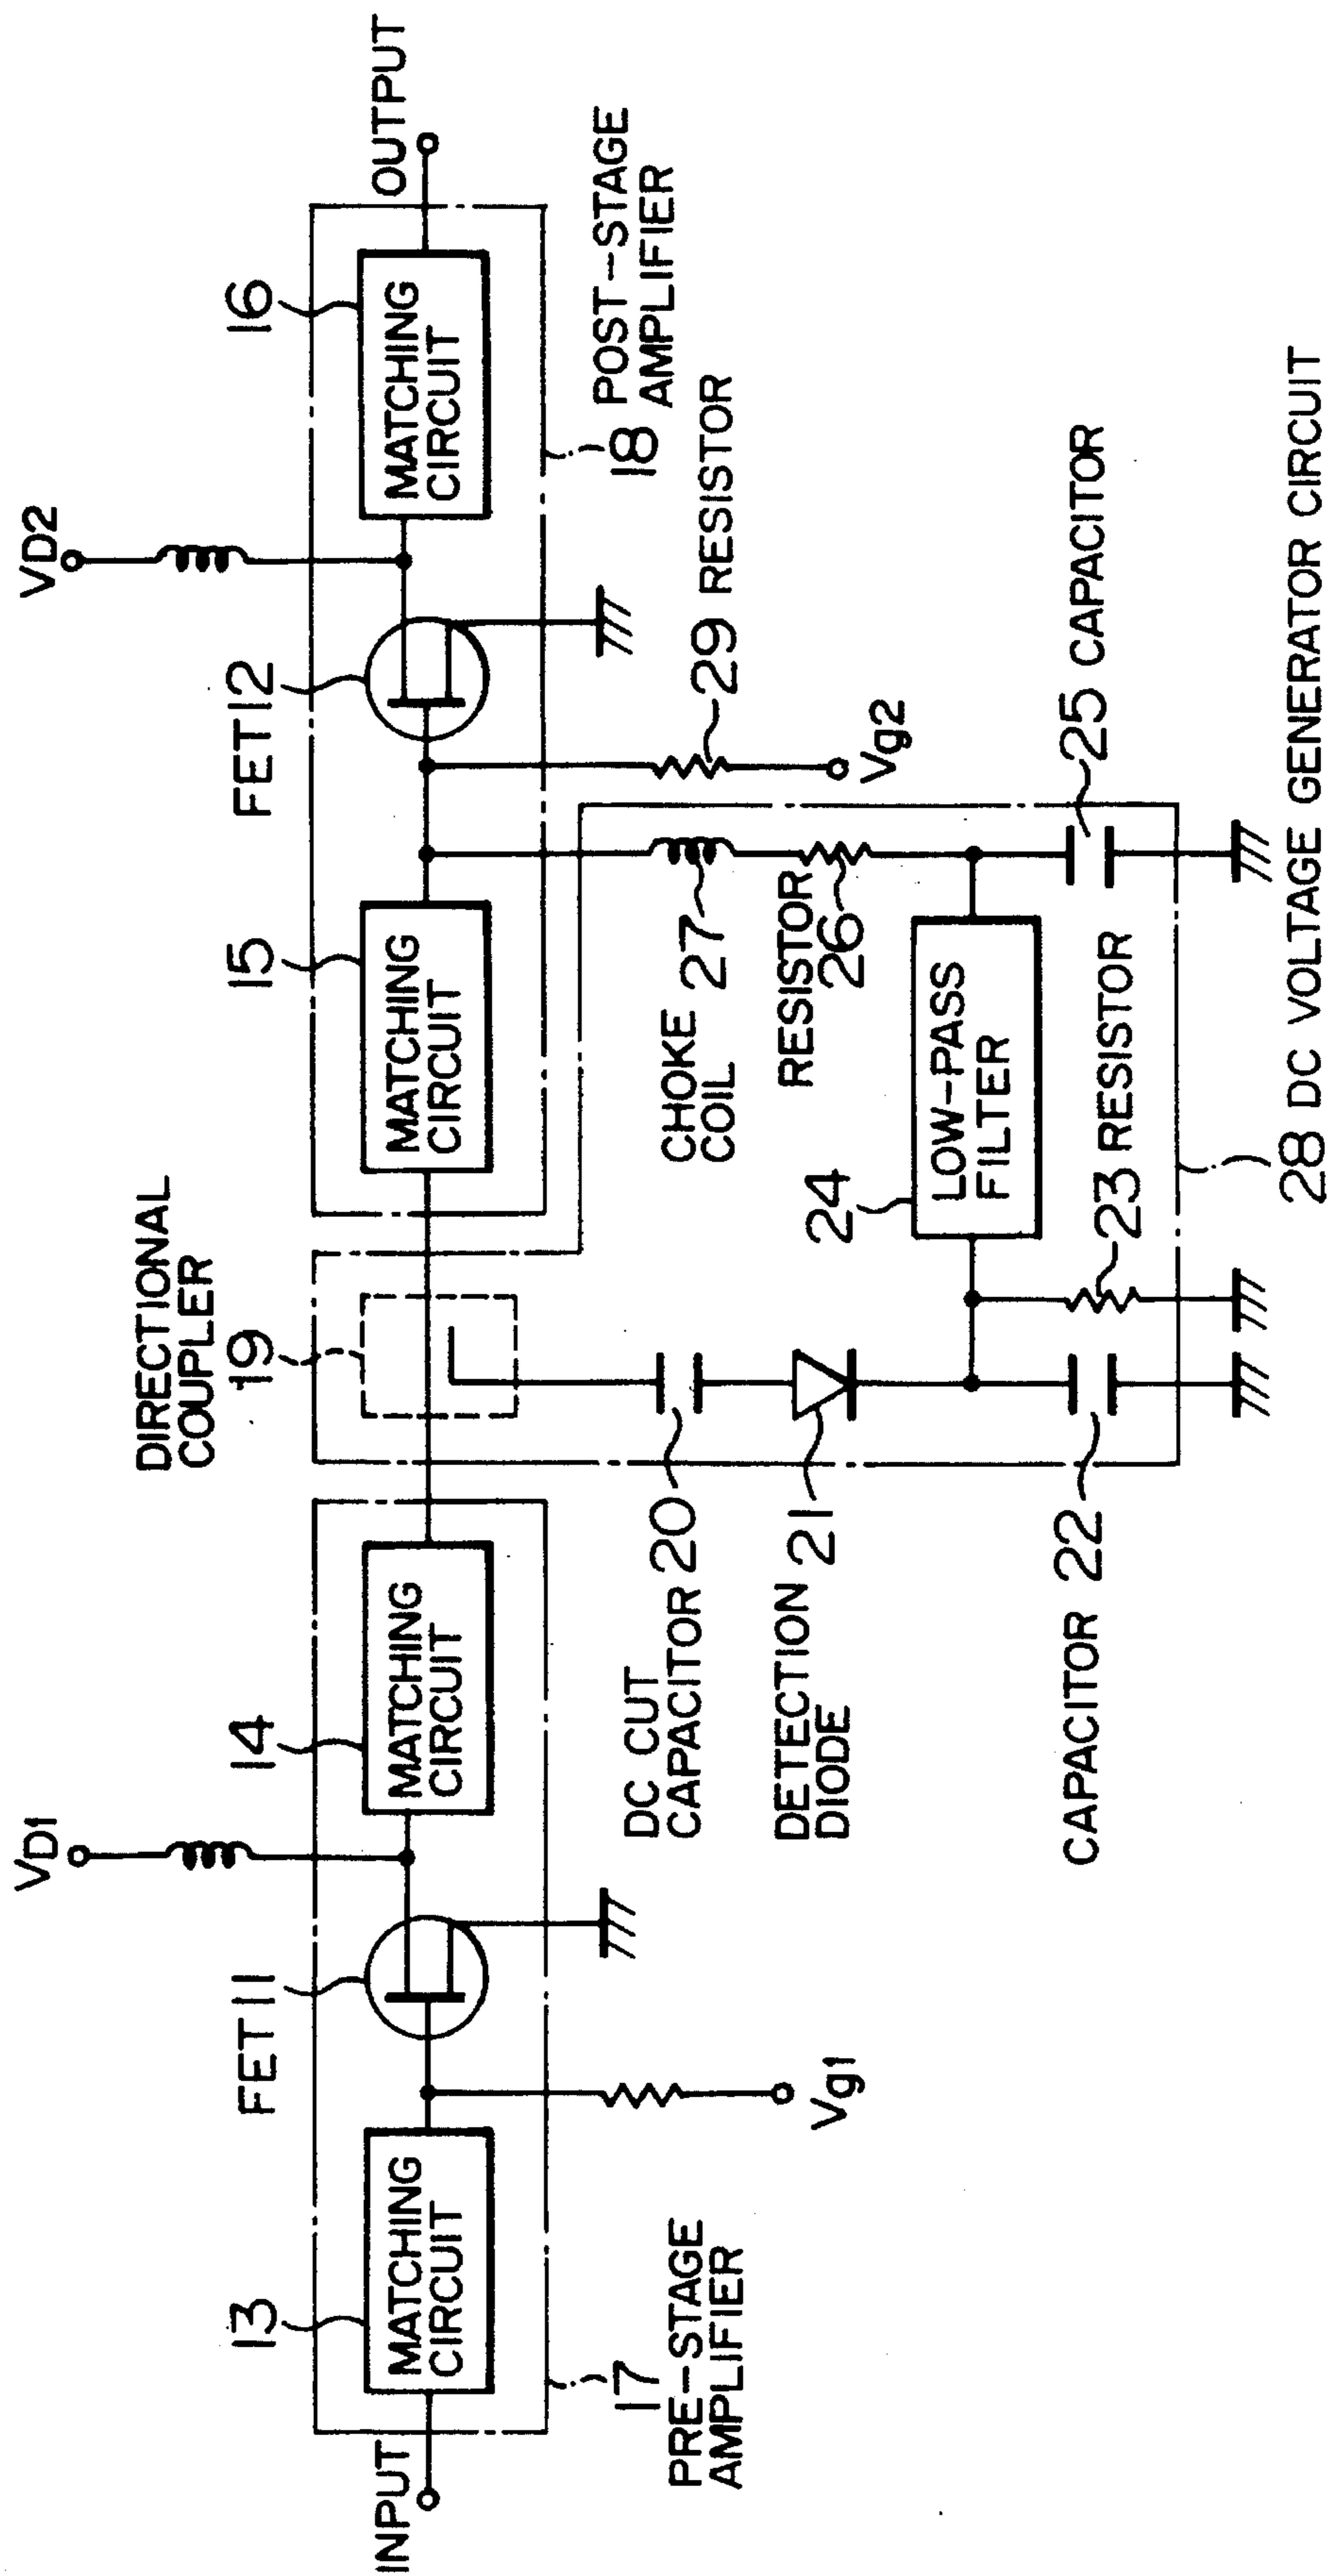 VD1
VD2
DIRECTIONAL
COUPLER
13
FET11
14
19
15
FET12
16
INPUT
MATCHING
CIRCUIT
MATCHING
CIRCUIT
MATCHING
CIRCUIT
MATCHING
CIRCUIT
OUTPUT
17
PRE-STAGE
AMPLIFIER
Vg1
DC CUT
CAPACITOR 20
DETECTION
DIODE 21
CAPACITOR 22
CHOKE
COIL 27
RESISTOR
26
24
LOW-PASS
FILTER
23 RESISTOR
18
POST-STAGE
AMPLIFIER
29 RESISTOR
Vg2
25 CAPACITOR
28 DC VOLTAGE GENERATOR CIRCUIT